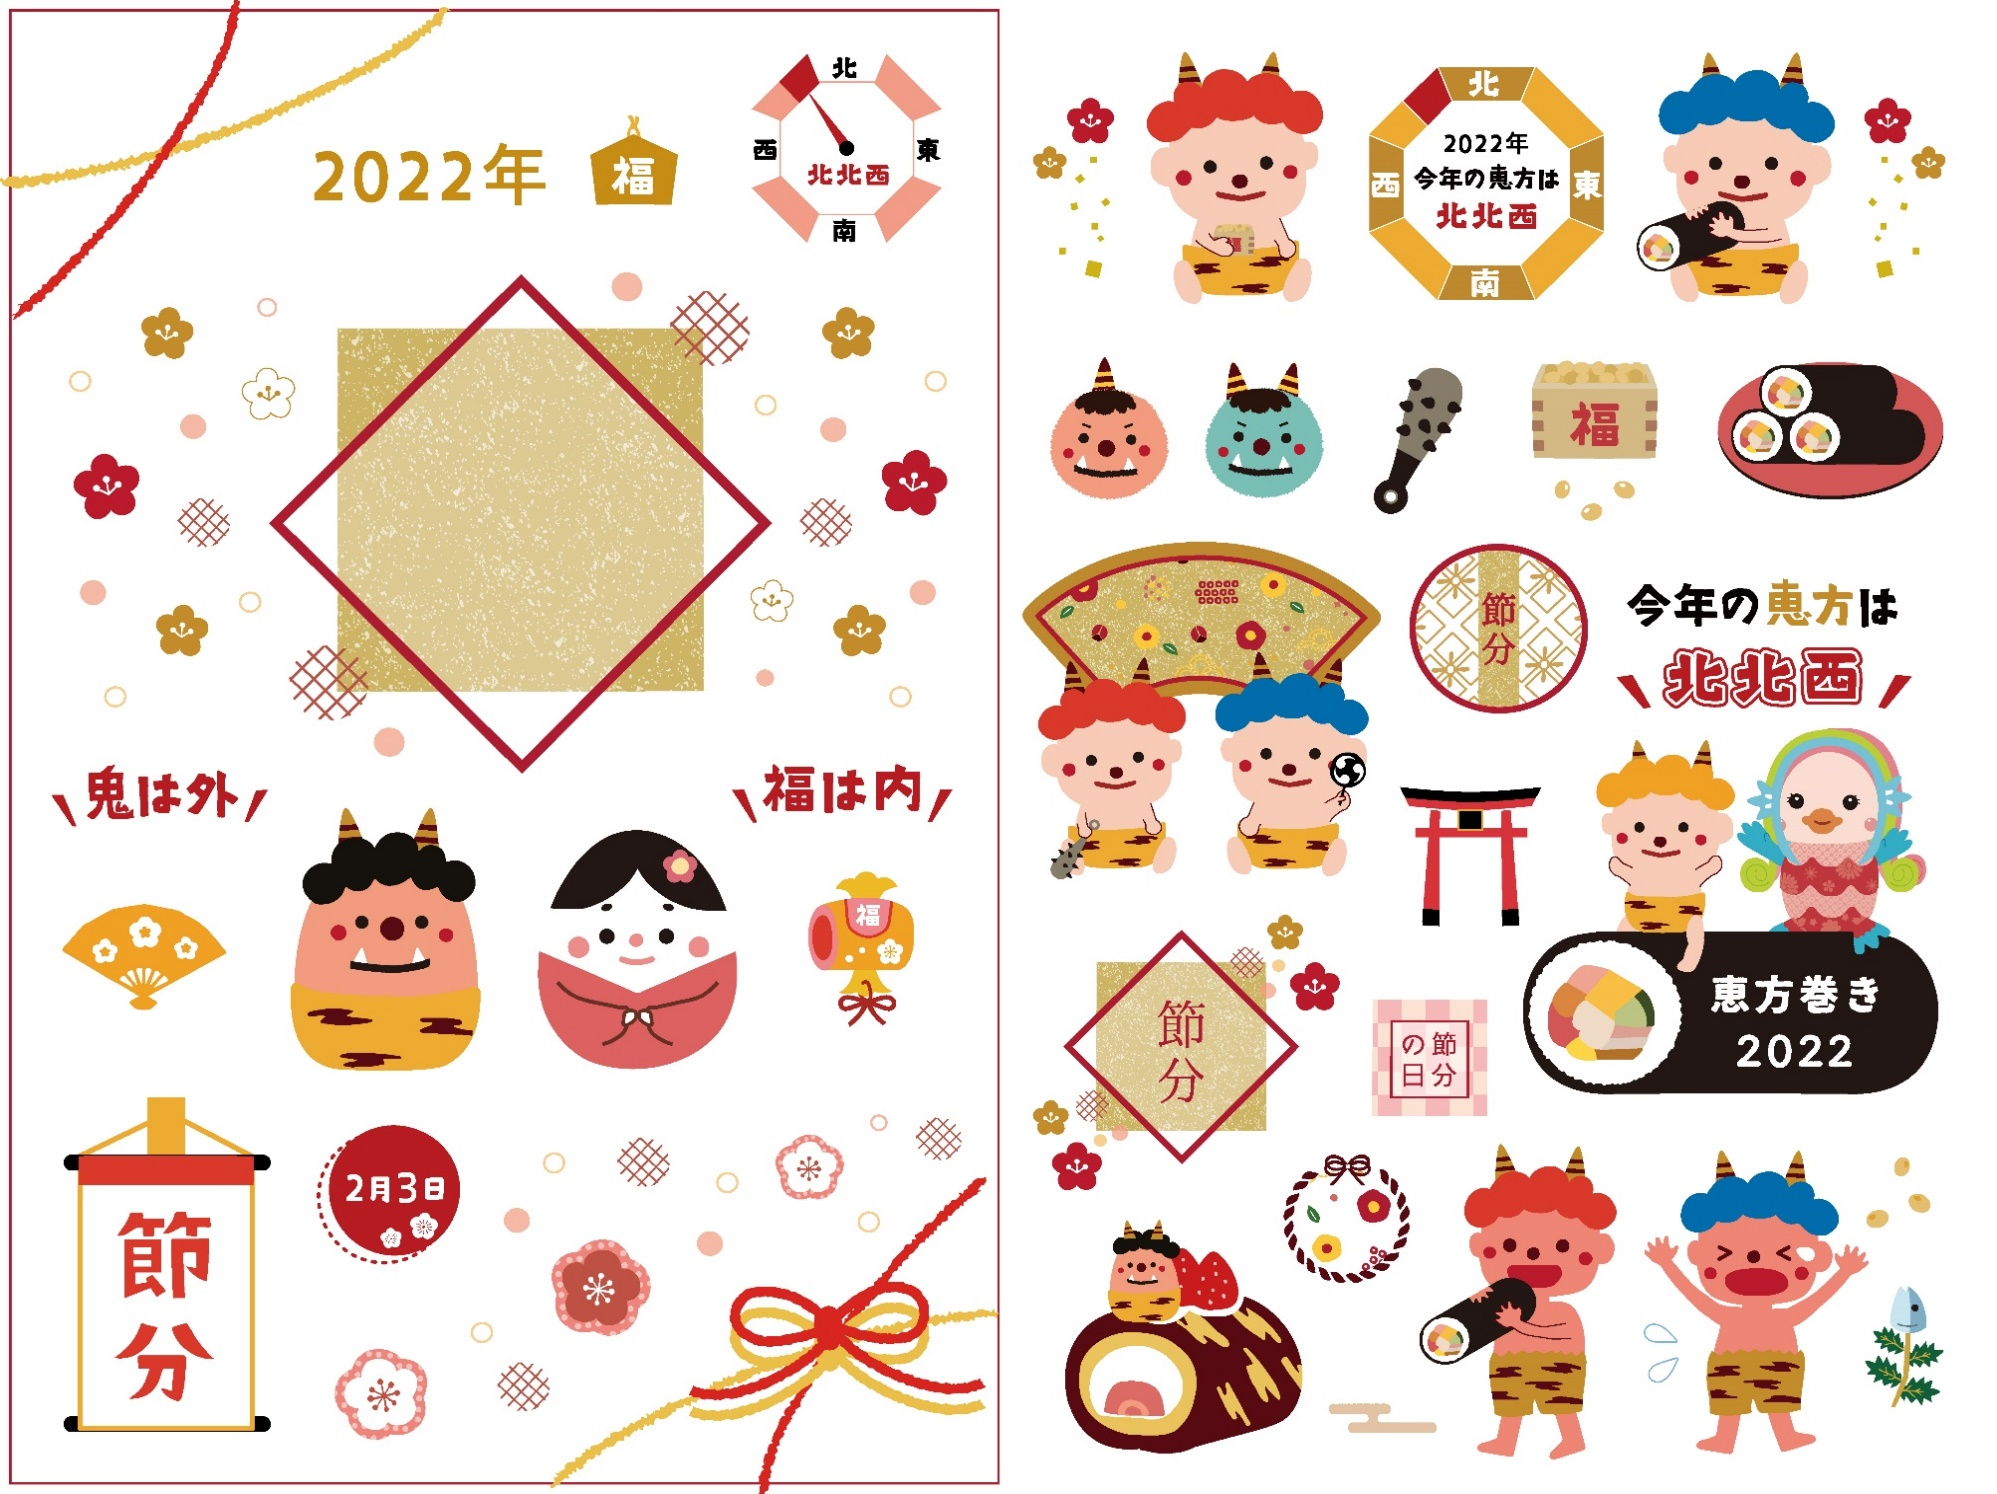 2022年
福
北
西
東
北北西
南
鬼は外
福は内
福
節分
2月3日
北
2022年
西
今年の恵方は
東
北北西
南
福
節分
今年の恵方は
北北西
恵方巻き
2022
節分
節分
の日